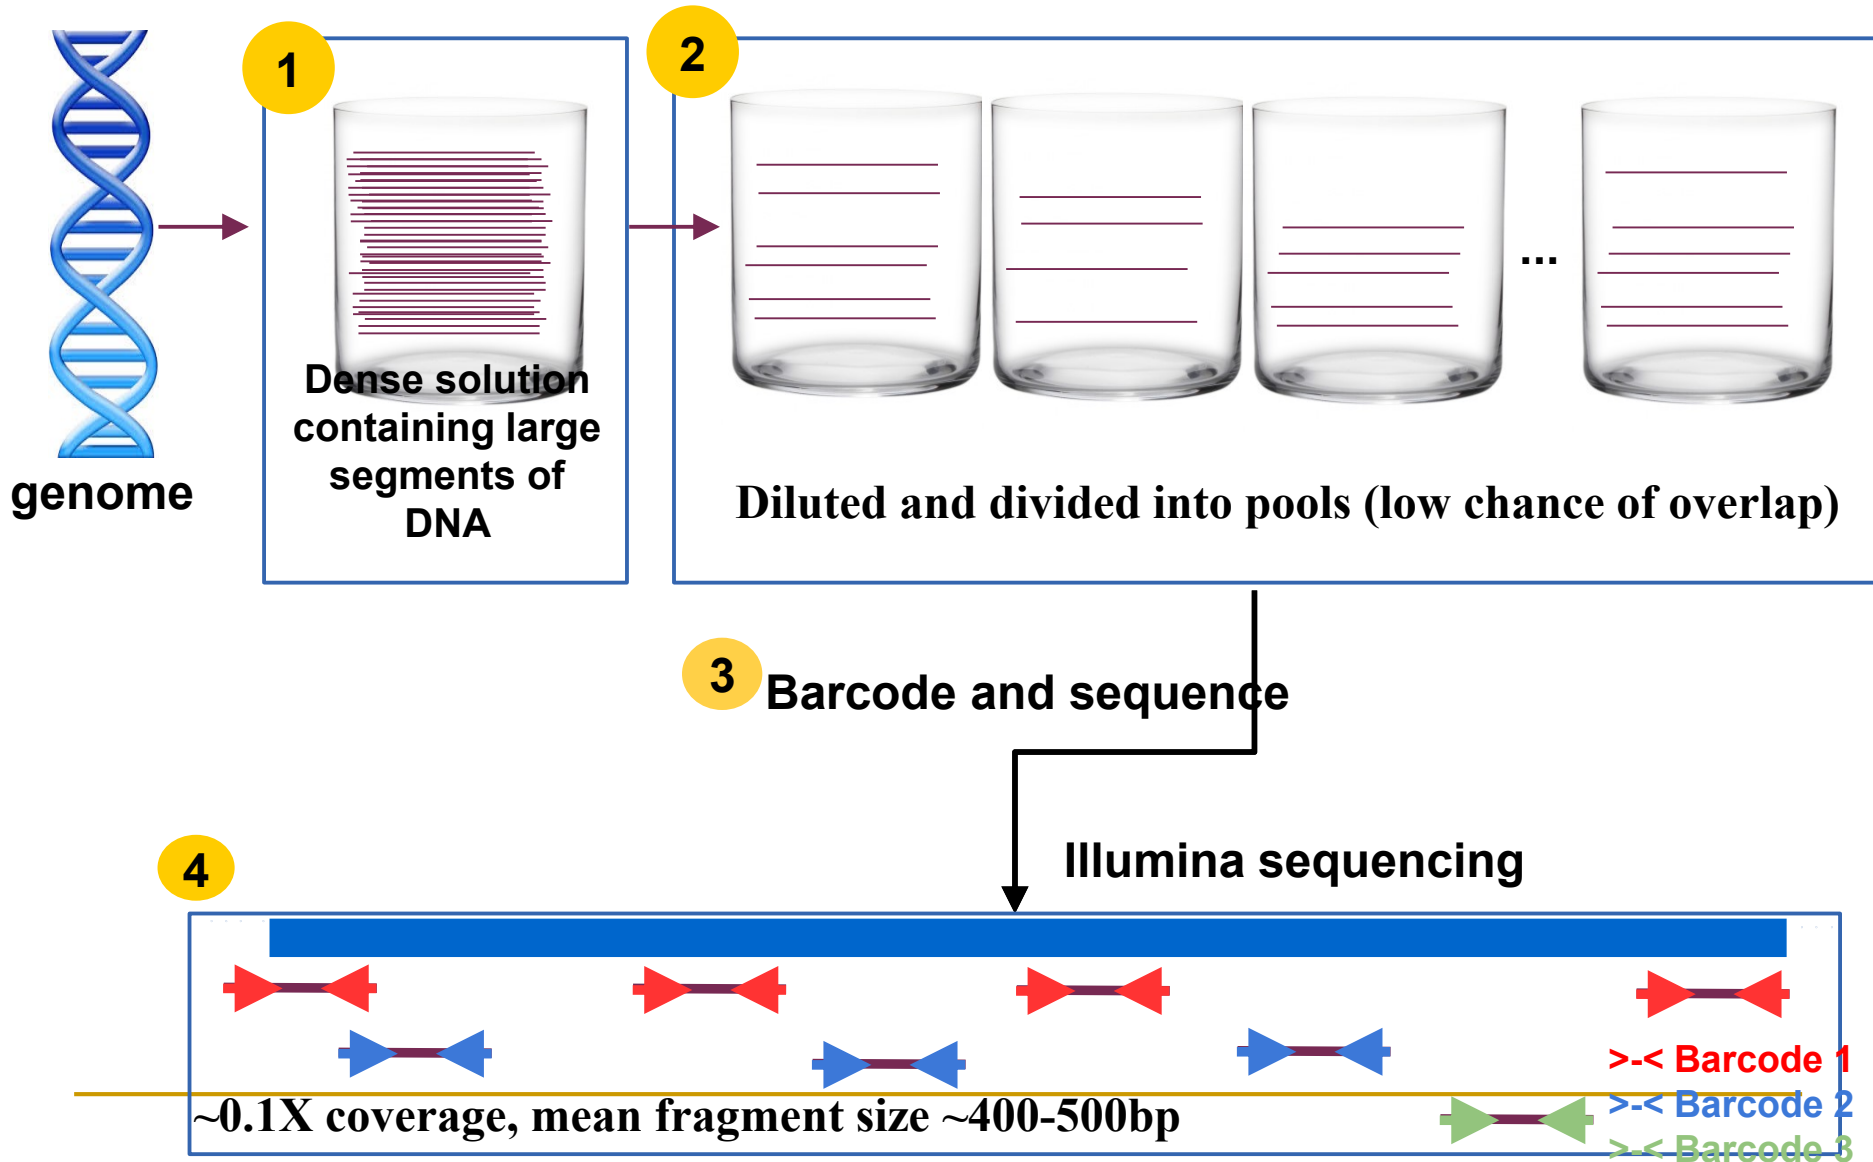 1
2
genome
Dense solution
containing large
segments of
DNA
...
Diluted and divided into pools (low chance of overlap)
3
Barcode and sequence
Illumina sequencing
4
>-< Barcode 1
>-< Barcode 2
>-< Barcode 3
~0.1X coverage, mean fragment size ~400-500bp